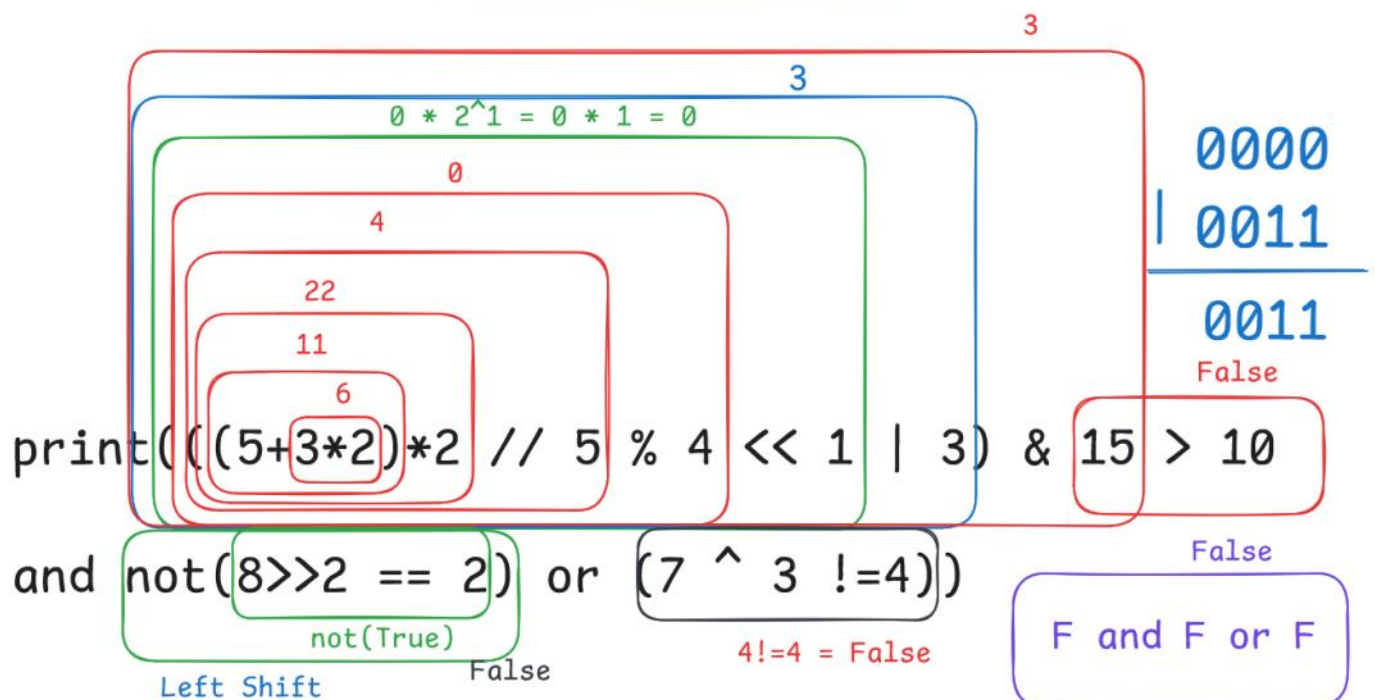 3
3
0 * 2^1 = 0 * 1 = 0
0000
0
| 0011
4
0011
22
11
False
6
print(((5+3*2)*2 // 5 % 4 << 1 | 3) & 15 > 10
False
and not(8>>2 == 2) or (7 ^ 3 !=4))
F and F or F
not(True)
4!=4 = False
False
Left Shift